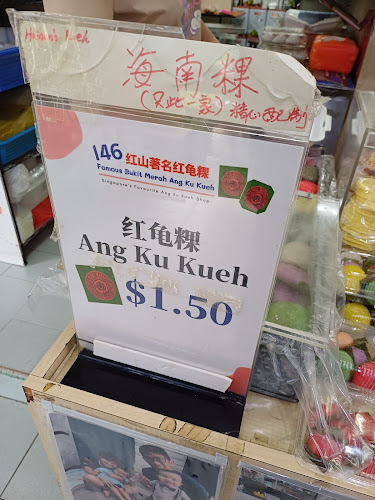 Hainan's Kueh
海南粿
(只此一家) 精心配制
146 红山著名红龟粿
Famous Bukit Merah Ang Ku Kueh
Singapore's Favourite Ang Ku Kueh Shop
红龟粿
Ang Ku Kueh
$1.50